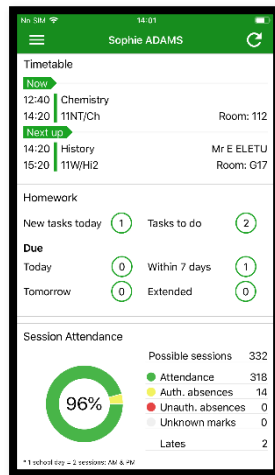 No SIM 14:01
Sophie ADAMS
Timetable
Now
12:40 Chemistry
14:20 11NT/Ch Room: 112
Next up
14:20 History Mr E ELETU
15:20 11W/Hi2 Room: G17
Homework
New tasks today 1 Tasks to do 2
Due
Today 0 Within 7 days 1
Tomorrow 0 Extended 0
Session Attendance
Possible sessions 332
Attendance 318
96% Auth. absences 14
Unauth. absences 0
Unknown marks 0
Lates 2
* 1 school day = 2 sessions: AM & PM